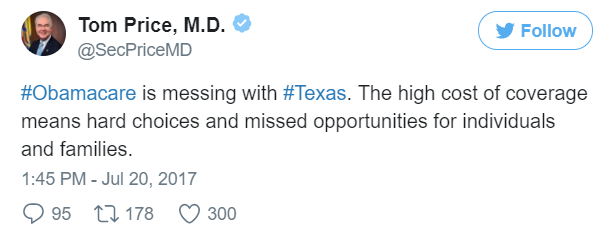 Tom Price, M.D.
Follow
@SecPriceMD
#Obamacare is messing with #Texas. The high cost of coverage
means hard choices and missed opportunities for individuals
and families.
1:45 PM - Jul 20, 2017
95 178 300